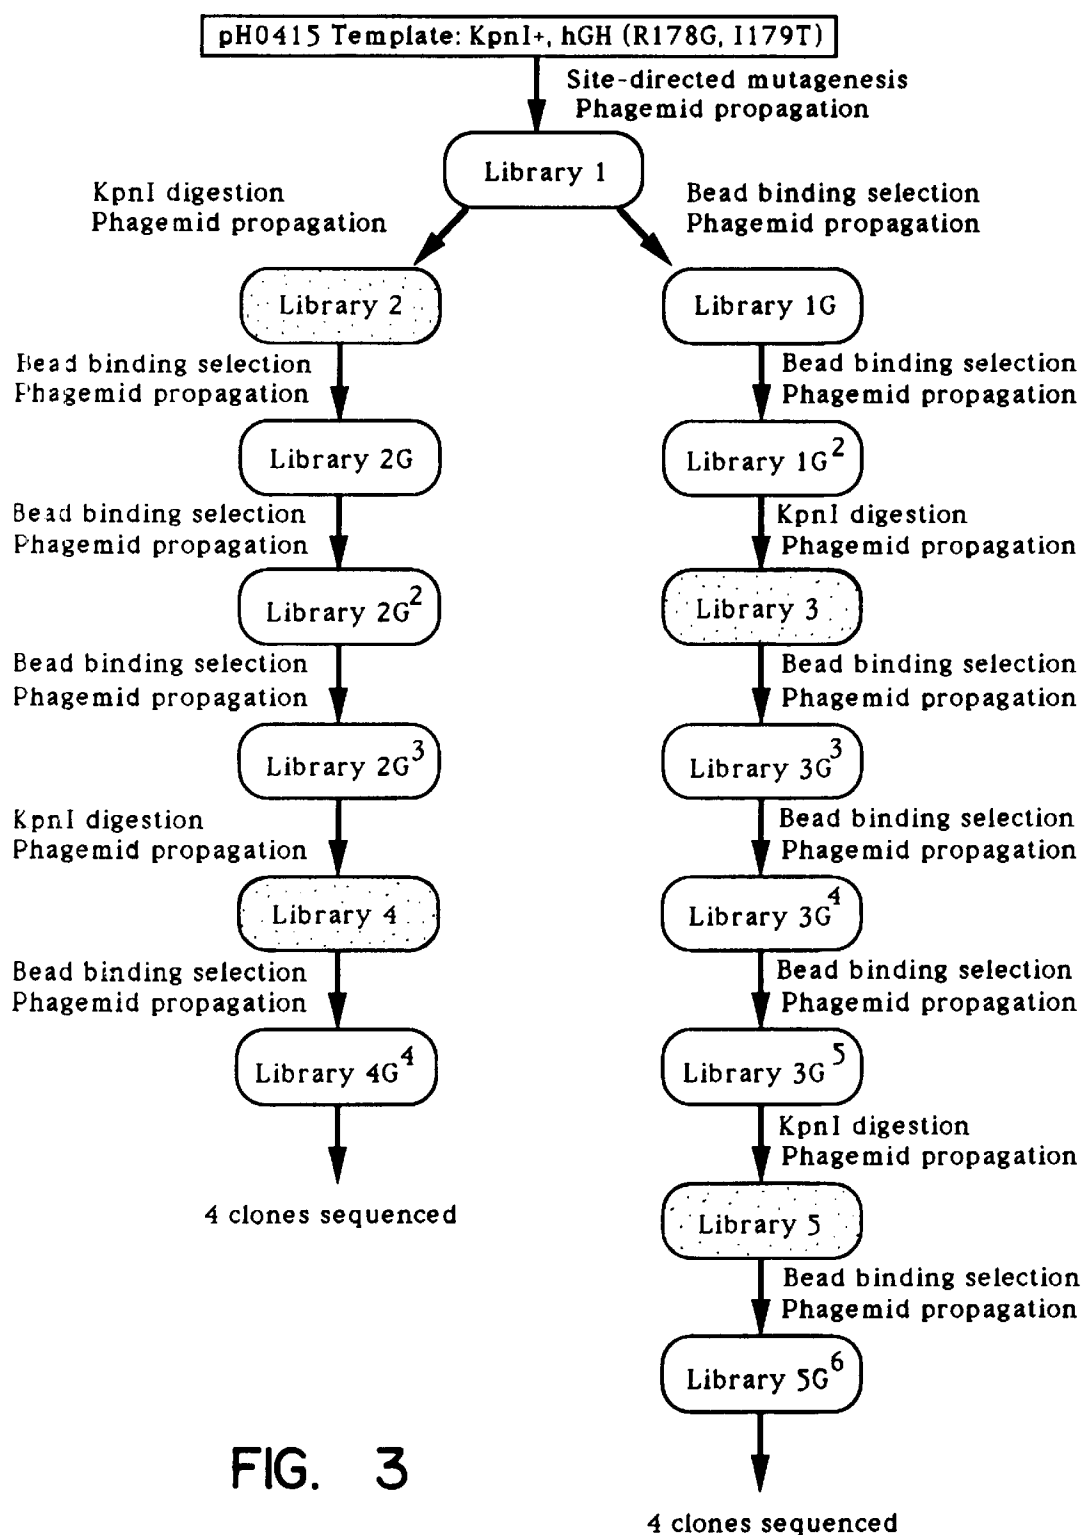 pH0415 Template: KpnI+, hGH (R178G, I179T)
Site-directed mutagenesis
Phagemid propagation
Library 1
KpnI digestion
Phagemid propagation
Bead binding selection
Phagemid propagation
Library 2
Library 1G
Bead binding selection
Phagemid propagation
Bead binding selection
Phagemid propagation
Library 2G
Library 1G²
Bead binding selection
Phagemid propagation
KpnI digestion
Phagemid propagation
Library 2G²
Library 3
Bead binding selection
Phagemid propagation
Bead binding selection
Phagemid propagation
Library 2G³
Library 3G³
KpnI digestion
Phagemid propagation
Bead binding selection
Phagemid propagation
Library 4
Library 3G⁴
Bead binding selection
Phagemid propagation
Bead binding selection
Phagemid propagation
Library 4G⁴
Library 3G⁵
KpnI digestion
Phagemid propagation
4 clones sequenced
Library 5
Bead binding selection
Phagemid propagation
Library 5G⁶
FIG. 3
4 clones sequenced